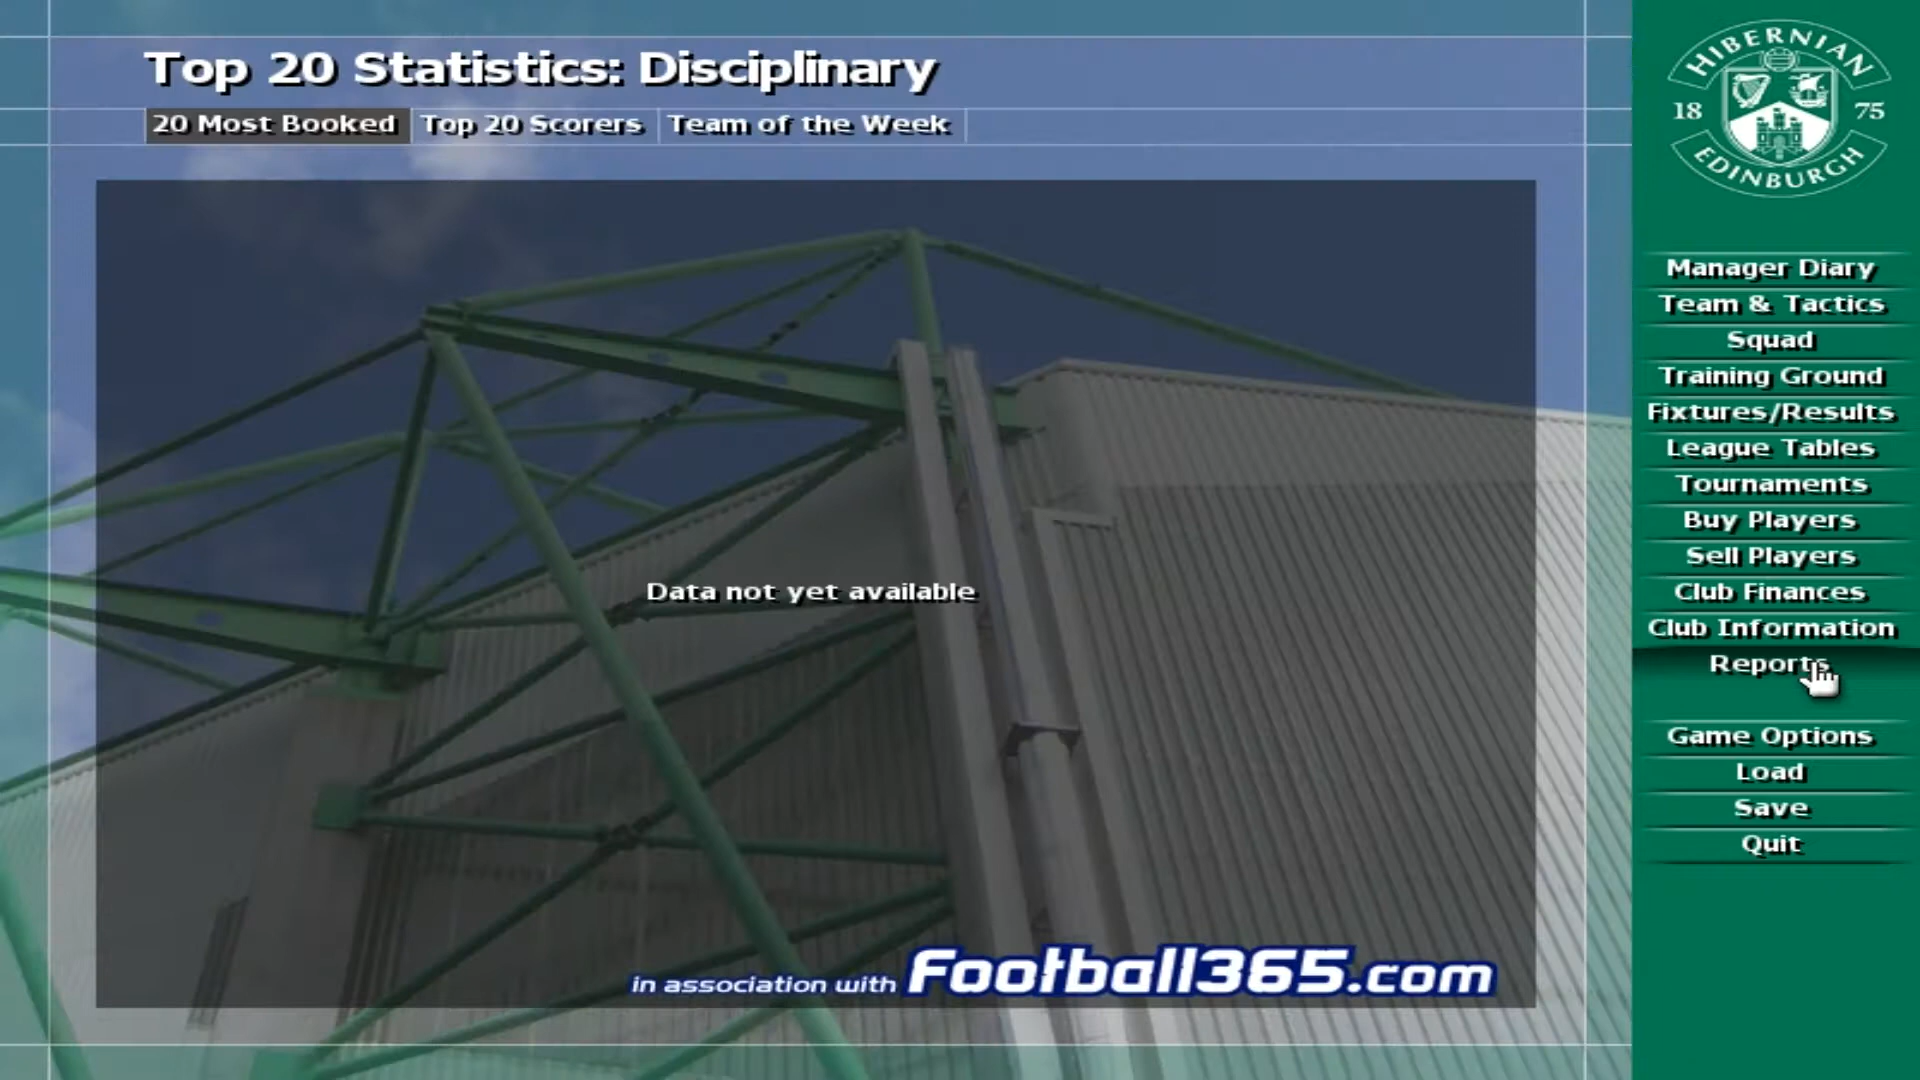 Top 20 Statistics: Disciplinary
20 Most Booked
Top 20 Scorers
Team of the Week
Data not yet available
in association with Football365.com
HIBERNIAN
18 75
EDINBURGH
Manager Diary
Team & Tactics
Squad
Training Ground
Fixtures/Results
League Tables
Tournaments
Buy Players
Sell Players
Club Finances
Club Information
Reports
Game Options
Load
Save
Quit